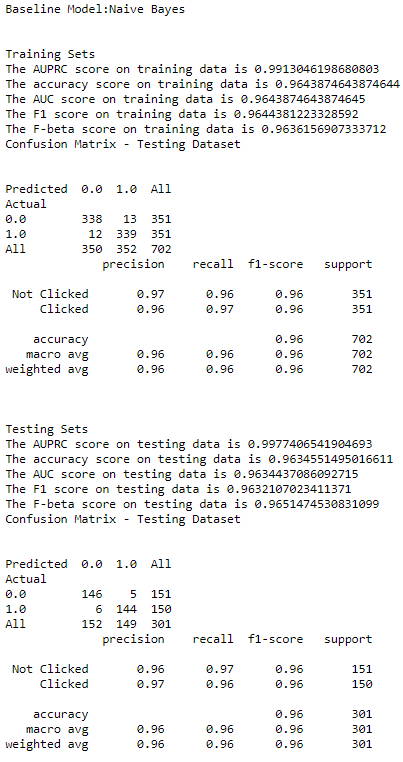 Baseline Model:Naive Bayes
Training Sets
The AUPRC score on training data is 0.9913046198680803
The accuracy score on training data is 0.9643874643874644
The AUC score on training data is 0.9643874643874645
The F1 score on training data is 0.9644381223328592
The F-beta score on training data is 0.9636156907333712
Confusion Matrix - Testing Dataset
Predicted 0.0 1.0 All
Actual
0.0 338 13 351
1.0 12 339 351
All 350 352 702
precision recall f1-score support
Not Clicked 0.97 0.96 0.96 351
Clicked 0.96 0.97 0.96 351
accuracy 0.96 702
macro avg 0.96 0.96 0.96 702
weighted avg 0.96 0.96 0.96 702
Testing Sets
The AUPRC score on testing data is 0.9977406541904693
The accuracy score on testing data is 0.9634551495016611
The AUC score on testing data is 0.9634437086092715
The F1 score on testing data is 0.9632107023411371
The F-beta score on testing data is 0.9651474530831099
Confusion Matrix - Testing Dataset
Predicted 0.0 1.0 All
Actual
0.0 146 5 151
1.0 6 144 150
All 152 149 301
precision recall f1-score support
Not Clicked 0.96 0.97 0.96 151
Clicked 0.97 0.96 0.96 150
accuracy 0.96 301
macro avg 0.96 0.96 0.96 301
weighted avg 0.96 0.96 0.96 301